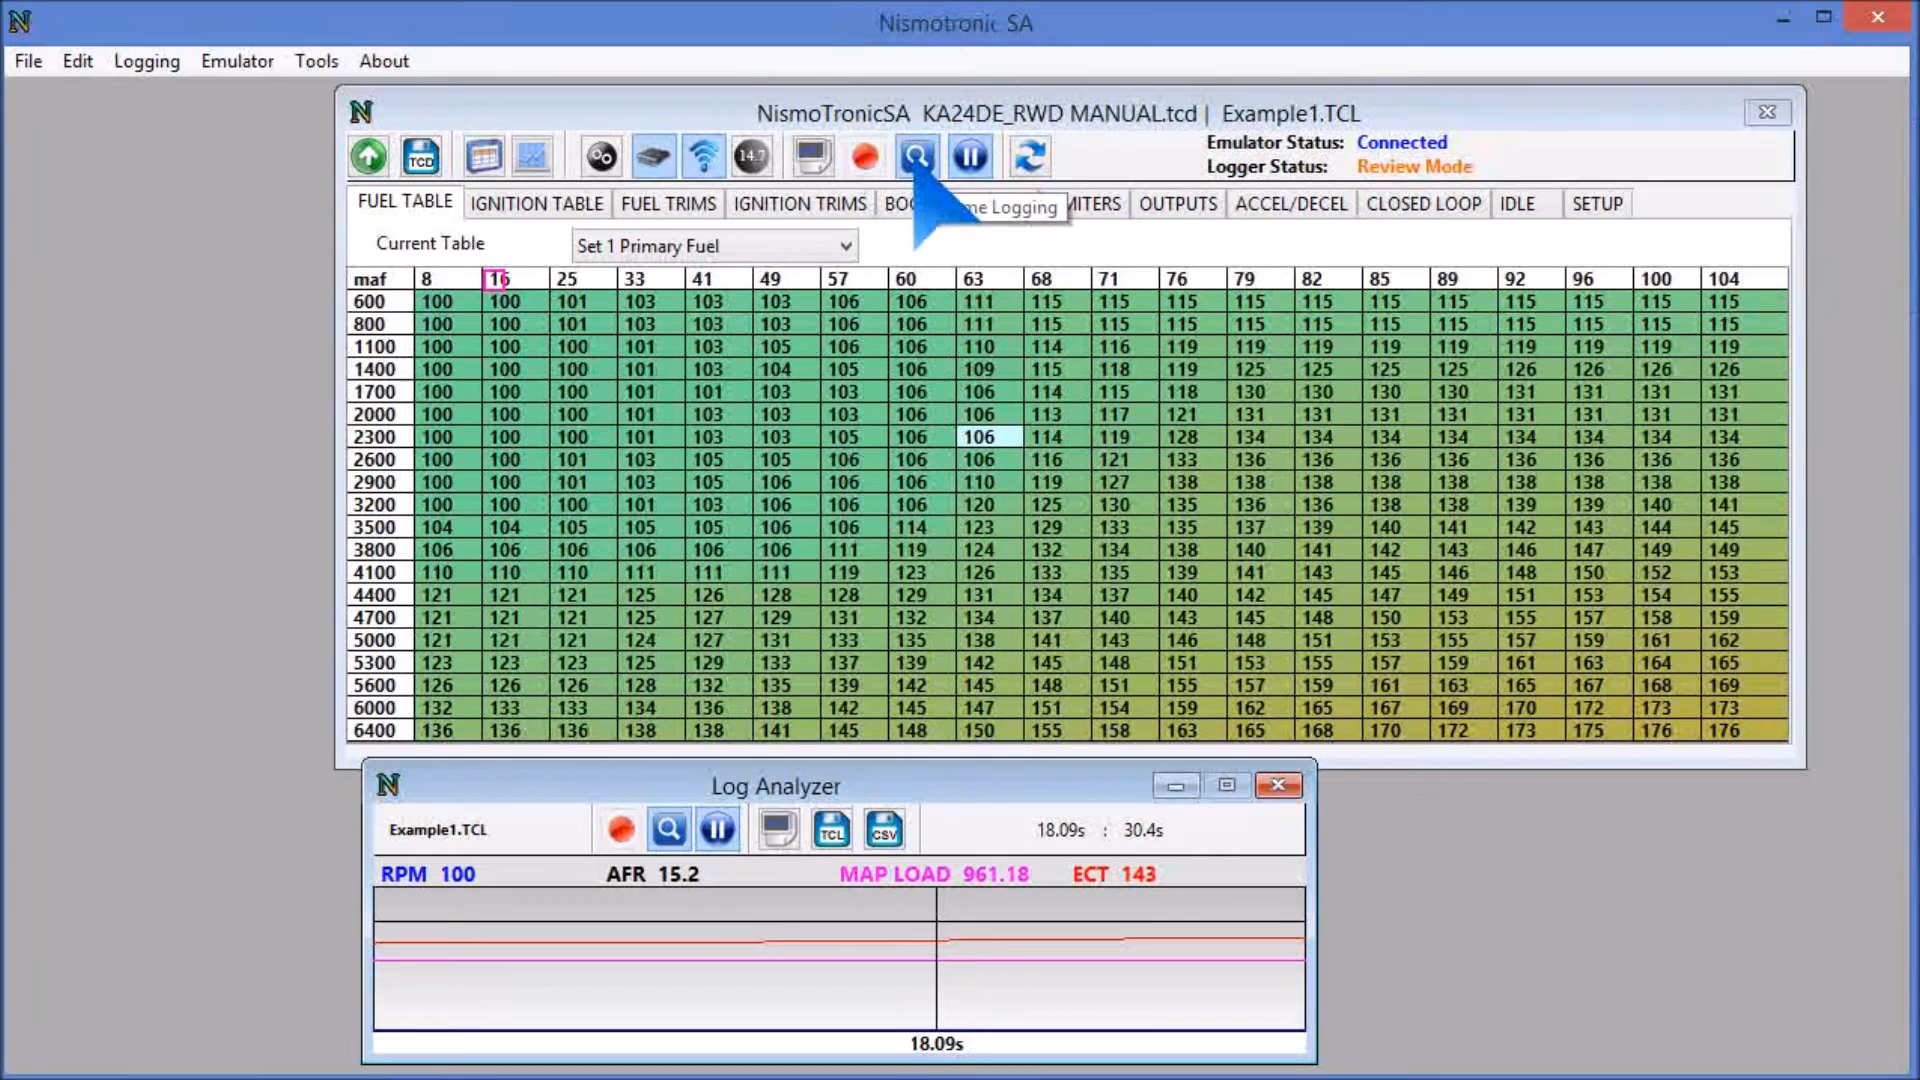 Nismotronic SA
File Edit Logging Emulator Tools About
NismoTronicSA KA24DE_RWD MANUAL.tcd | Example1.TCL
TCD 14.7
Emulator Status: Connected
Logger Status: Review Mode
FUEL TABLE IGNITION TABLE FUEL TRIMS IGNITION TRIMS OUTPUTS ACCEL/DECEL CLOSED LOOP IDLE SETUP
Logging
Current Table Set 1 Primary Fuel
maf 8 16 25 33 41 49 57 60 63 68 71 76 79 82 85 89 92 96 100 104
600 100 100 101 103 103 103 106 106 111 115 115 115 115 115 115 115 115 115 115 115
800 100 100 101 103 103 103 106 106 111 115 115 115 115 115 115 115 115 115 115 115
1100 100 100 100 101 103 105 106 106 110 114 116 119 119 119 119 119 119 119 119 119
1400 100 100 100 101 103 104 105 106 109 115 118 119 125 125 125 125 126 126 126 126
1700 100 100 100 101 101 103 103 106 106 114 115 118 130 130 130 130 131 131 131 131
2000 100 100 100 101 103 103 103 106 106 113 117 121 131 131 131 131 131 131 131 131
2300 100 100 100 101 103 103 105 106 106 114 119 128 134 134 134 134 134 134 134 134
2600 100 100 101 103 105 105 106 106 106 116 121 133 136 136 136 136 136 136 136 136
2900 100 100 101 103 105 106 106 106 110 119 127 138 138 138 138 138 138 138 138 138
3200 100 100 100 101 103 106 106 106 120 125 130 135 136 136 138 138 139 139 140 141
3500 104 104 105 105 105 106 106 114 123 129 133 135 137 139 140 141 142 143 144 145
3800 106 106 106 106 106 106 111 119 124 132 134 138 140 141 142 143 146 147 149 149
4100 110 110 110 111 111 111 119 123 126 133 135 139 141 143 145 146 148 150 152 153
4400 121 121 121 125 126 128 128 129 131 134 137 140 142 145 147 149 151 153 154 155
4700 121 121 121 125 127 129 131 132 134 137 140 143 145 148 150 153 155 157 158 159
5000 121 121 121 124 127 131 133 135 138 141 143 146 148 151 153 155 157 159 161 162
5300 123 123 123 125 129 133 137 139 142 145 148 151 153 155 157 159 161 163 164 165
5600 126 126 126 128 132 135 139 142 145 148 151 155 157 159 161 163 165 167 168 169
6000 132 133 133 134 136 138 142 145 147 151 154 159 162 165 167 169 170 172 173 173
6400 136 136 136 138 138 141 145 148 150 155 158 163 165 168 170 172 173 175 176 176
Log Analyzer
Example1.TCL TCL CSV 18.09s : 30.4s
RPM 100 AFR 15.2 MAP LOAD 961.18 ECT 143
18.09s